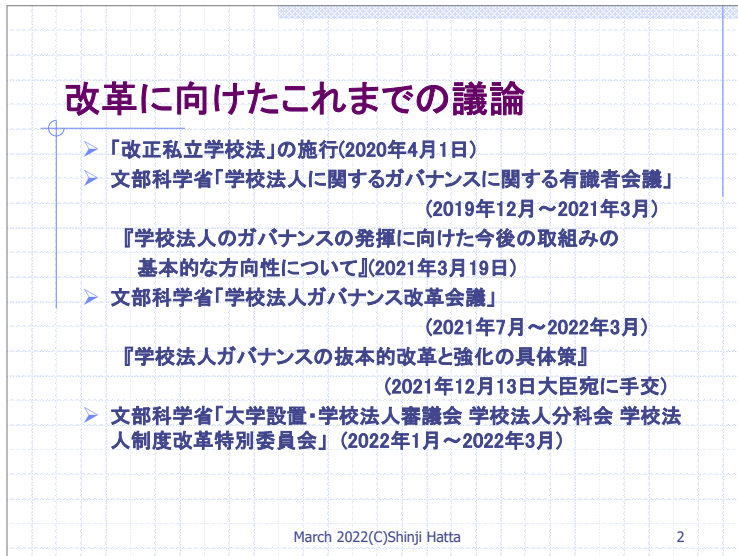 改革に向けたこれまでの議論
➢ 「改正私立学校法」の施行(2020年4月1日)
➢ 文部科学省「学校法人に関するガバナンスに関する有識者会議」
(2019年12月～2021年3月)
『学校法人のガバナンスの発揮に向けた今後の取組みの
基本的な方向性について』(2021年3月19日)
➢ 文部科学省「学校法人ガバナンス改革会議」
(2021年7月～2022年3月)
『学校法人ガバナンスの抜本的改革と強化の具体策』
(2021年12月13日大臣宛に手交)
➢ 文部科学省「大学設置・学校法人審議会 学校法人分科会 学校法
人制度改革特別委員会」 (2022年1月～2022年3月)
March 2022(C)Shinji Hatta
2